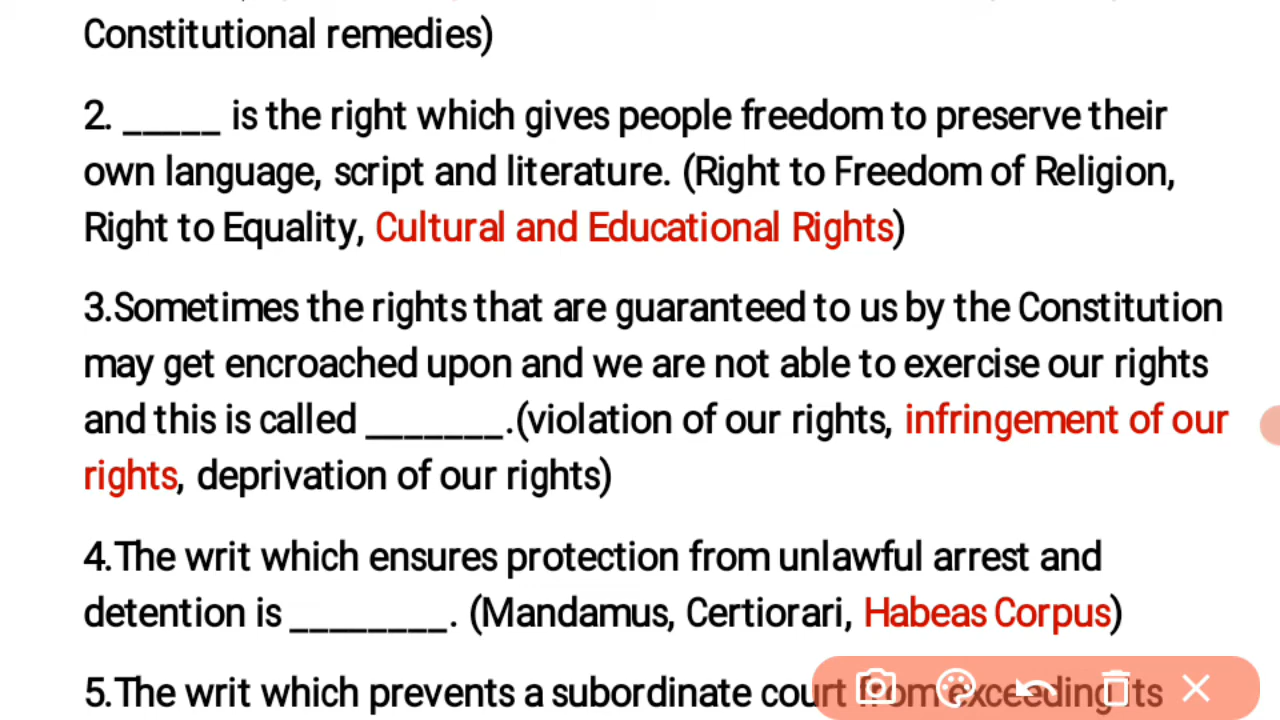 Constitutional remedies)
2. _____ is the right which gives people freedom to preserve their
own language, script and literature. (Right to Freedom of Religion,
Right to Equality, Cultural and Educational Rights)
3.Sometimes the rights that are guaranteed to us by the Constitution
may get encroached upon and we are not able to exercise our rights
and this is called _______.(violation of our rights, infringement of our
rights, deprivation of our rights)
4.The writ which ensures protection from unlawful arrest and
detention is ________. (Mandamus, Certiorari, Habeas Corpus)
5.The writ which prevents a subordinate court from exceeding its